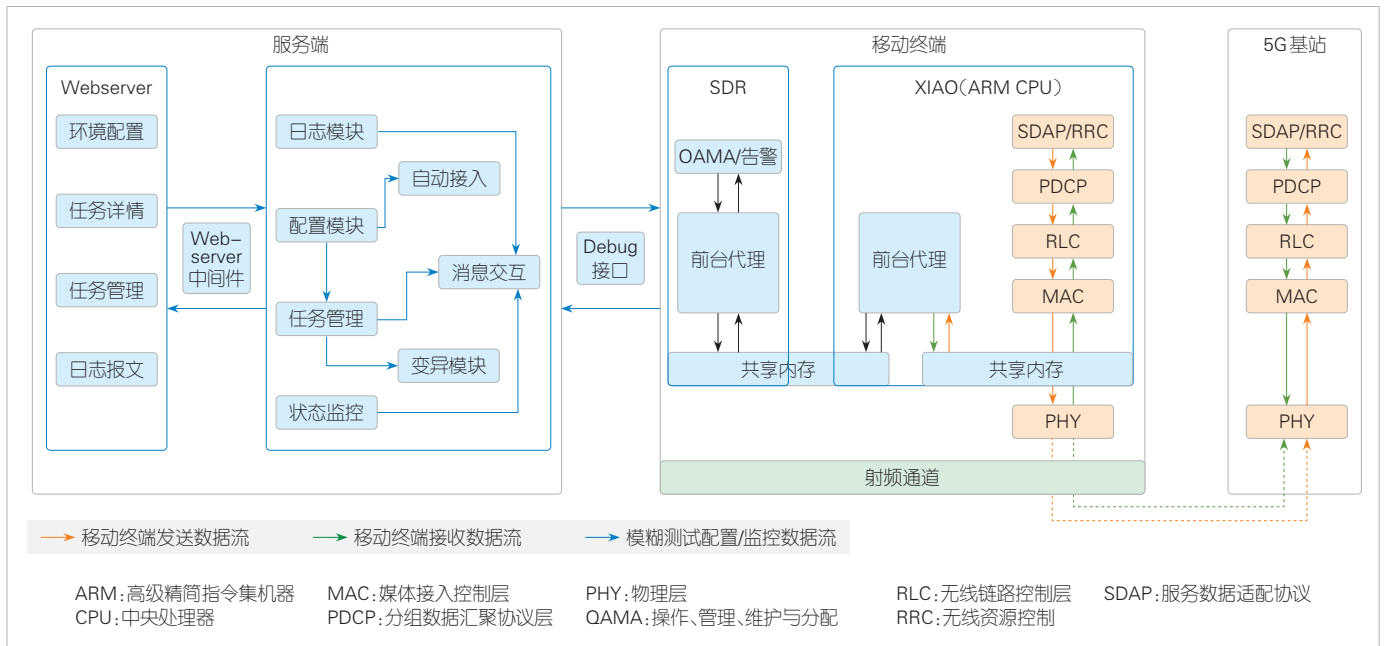 服务端
Webserver
环境配置
任务详情
任务管理
日志报文
Web-
server
中间件
日志模块
自动接入
配置模块
消息交互
任务管理
变异模块
状态监控
Debug
接口
移动终端
SDR
OAMA/告警
前台代理
共享内存
XIAO(ARM CPU)
前台代理
SDAP/RRC
PDCP
RLC
MAC
共享内存
PHY
射频通道
5G基站
SDAP/RRC
PDCP
RLC
MAC
PHY
移动终端发送数据流
移动终端接收数据流
模糊测试配置/监控数据流
ARM:高级精简指令集机器
MAC:媒体接入控制层
PHY:物理层
RLC:无线链路控制层
SDAP:服务数据适配协议
CPU:中央处理器
PDCP:分组数据汇聚协议层
QAMA:操作、管理、维护与分配
RRC:无线资源控制